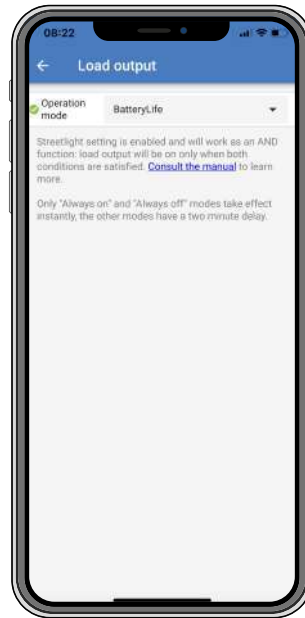 08:22
Load output
Operation
mode
BatteryLife
Streetlight setting is enabled and will work as an AND
function: load output will be on only when both
conditions are satisfied. Consult the manual to learn
more.
Only "Always on" and "Always off" modes take effect
instantly, the other modes have a two minute delay.